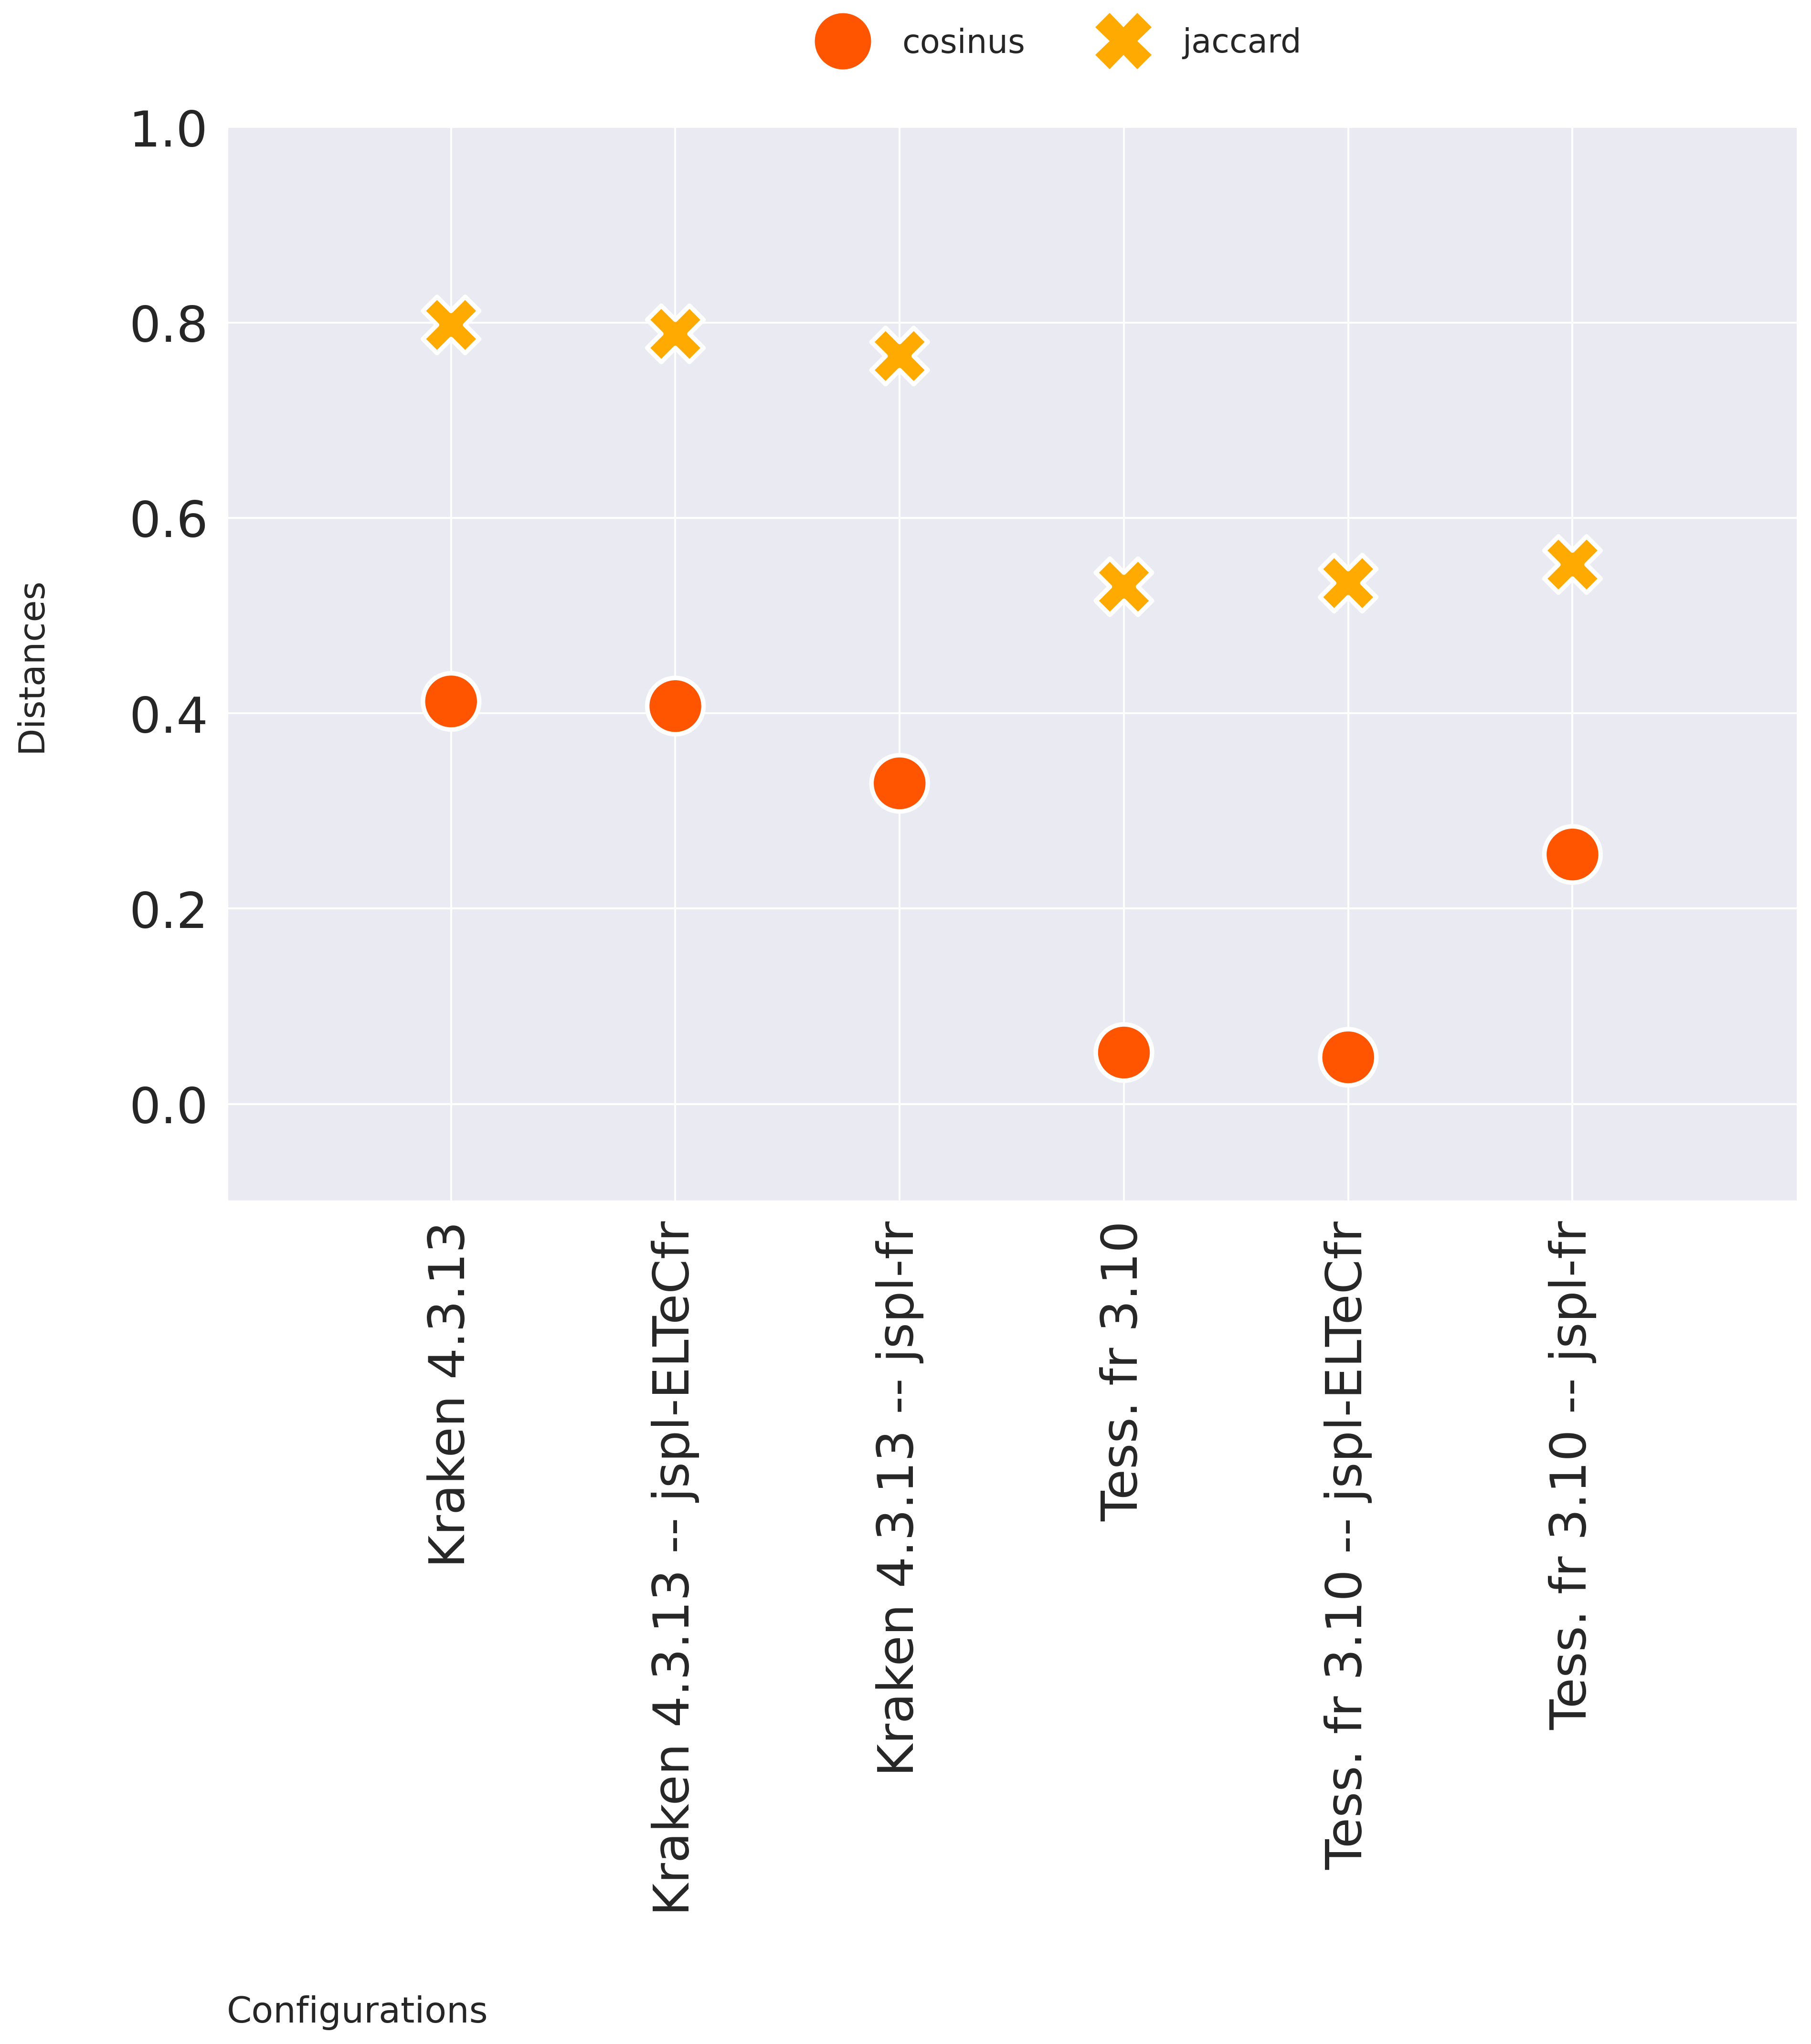 cosinus
jaccard
1.0
0.8
0.6
0.4
0.2
0.0
Distances
Kraken 4.3.13
Kraken 4.3.13 -- jspl-ELTeCfr
Kraken 4.3.13 -- jspl-fr
Tess. fr 3.10
Tess. fr 3.10 -- jspl-ELTeCfr
Tess. fr 3.10 -- jspl-fr
Configurations